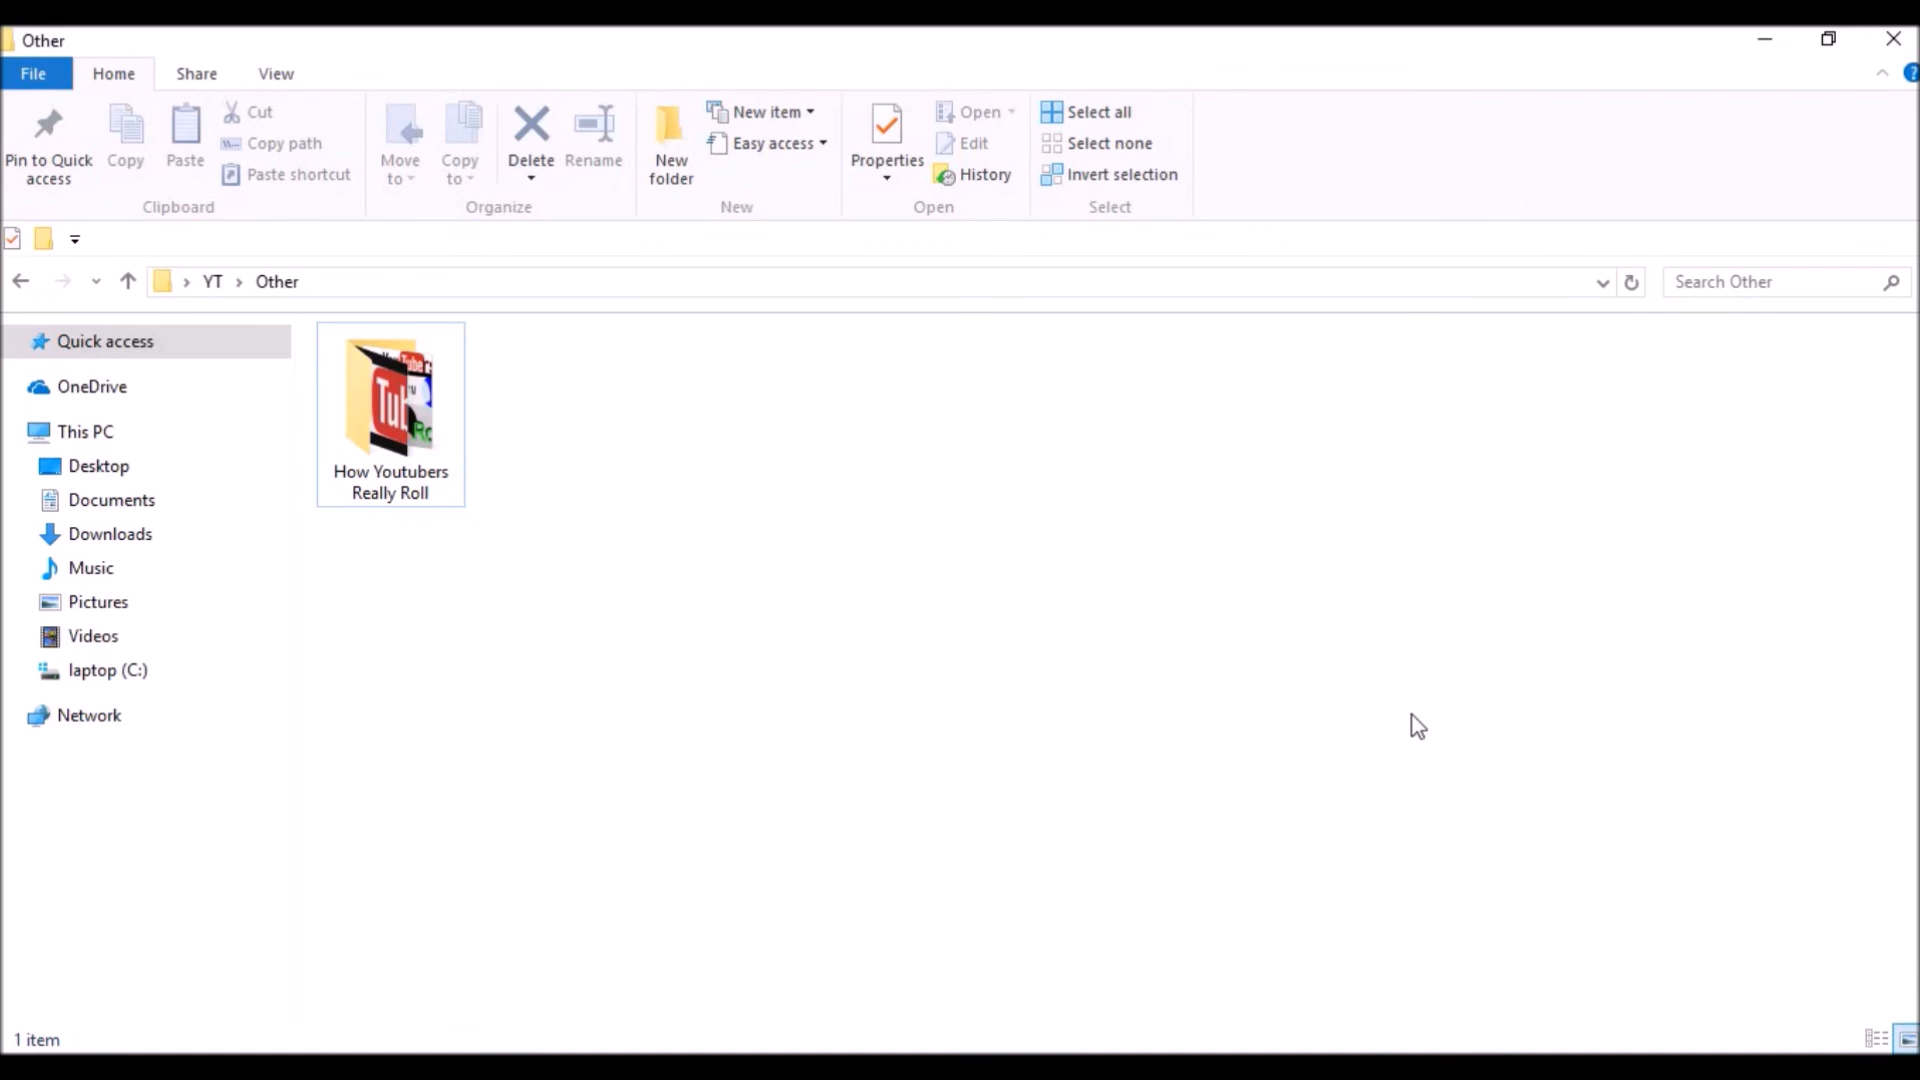 Other
File Home Share View
Pin to Quick access
Copy
Paste
Cut
Copy path
Paste shortcut
Clipboard
Move to
Copy to
Delete
Rename
Organize
New folder
New item
Easy access
New
Properties
Open
Edit
History
Open
Select all
Select none
Invert selection
Select
YT Other
Search Other
Quick access
OneDrive
This PC
Desktop
Documents
Downloads
Music
Pictures
Videos
laptop (C:)
Network
Tub
How Youtubers
Really Roll
1 item